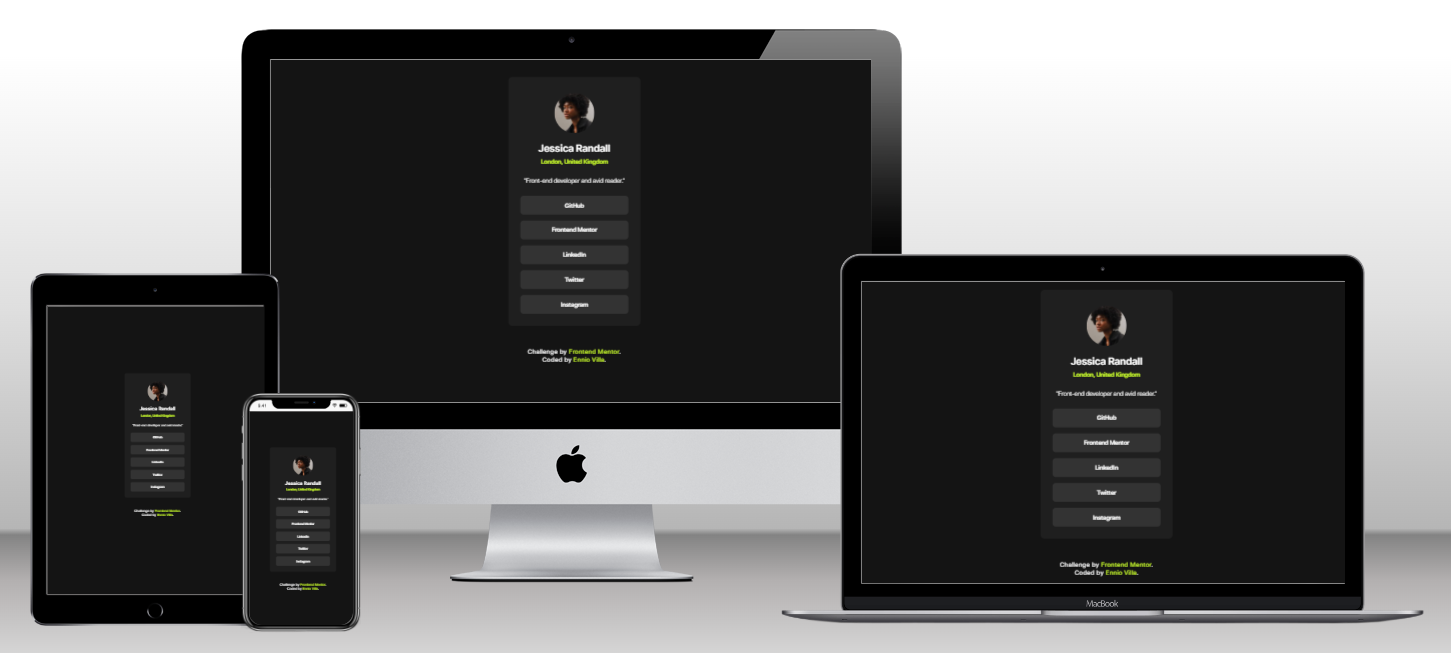 Jessica Randall
London, United Kingdom
"Front-end developer and avid reader."
GitHub
Frontend Mentor
LinkedIn
Twitter
Instagram
Challenge by Frontend Mentor.
Coded by Ennio Villa.
Jessica Randall
London, United Kingdom
"Front-end developer and avid reader."
GitHub
Frontend Mentor
LinkedIn
Twitter
Instagram
Challenge by Frontend Mentor.
Coded by Ennio Villa.
5:41
Jessica Randall
London, United Kingdom
"Front-end developer and avid reader."
GitHub
Frontend Mentor
LinkedIn
Twitter
Instagram
Challenge by Frontend Mentor.
Coded by Ennio Villa.
Jessica Randall
London, United Kingdom
"Front-end developer and avid reader."
GitHub
Frontend Mentor
LinkedIn
Twitter
Instagram
Challenge by Frontend Mentor.
Coded by Ennio Villa.
MacBook